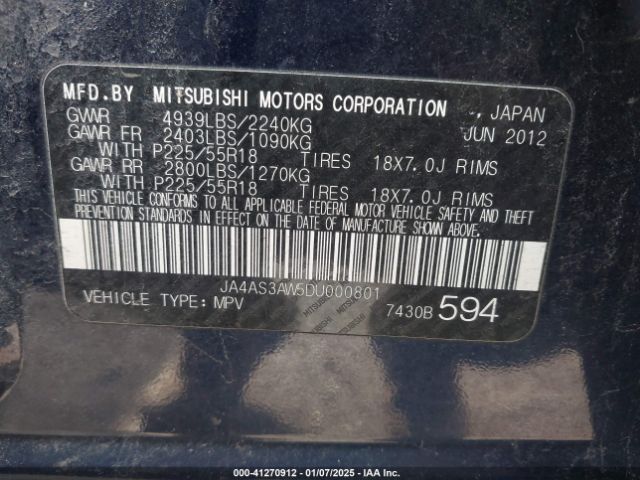 MFD.BY MITSUBISHI MOTORS CORPORATION , JAPAN
GVWR 4939LBS/2240KG JUN 2012
GAWR FR 2403LBS/1090KG
WITH P225/55R18 TIRES 18X7.0J RIMS
GAWR RR 2800LBS/1270KG
WITH P225/55R18 TIRES 18X7.0J RIMS
THIS VEHICLE CONFORMS TO ALL APPLICABLE FEDERAL MOTOR VEHICLE SAFETY AND THEFT
PREVENTION STANDARDS IN EFFECT ON THE DATE OF MANUFACTURE SHOWN ABOVE.
JA4AS3AW5DU000801
VEHICLE TYPE: MPV 7430B 594
MITSUBISHI
MITSUBISHI
000-41270912 - 01/07/2025 - IAA Inc.